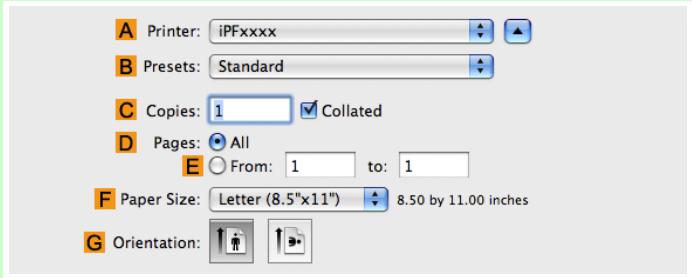 A Printer: iPFxxxx
B Presets: Standard
C Copies: 1 Collated
D Pages: All
E From: 1 to: 1
F Paper Size: Letter (8.5"x11") 8.50 by 11.00 inches
G Orientation: